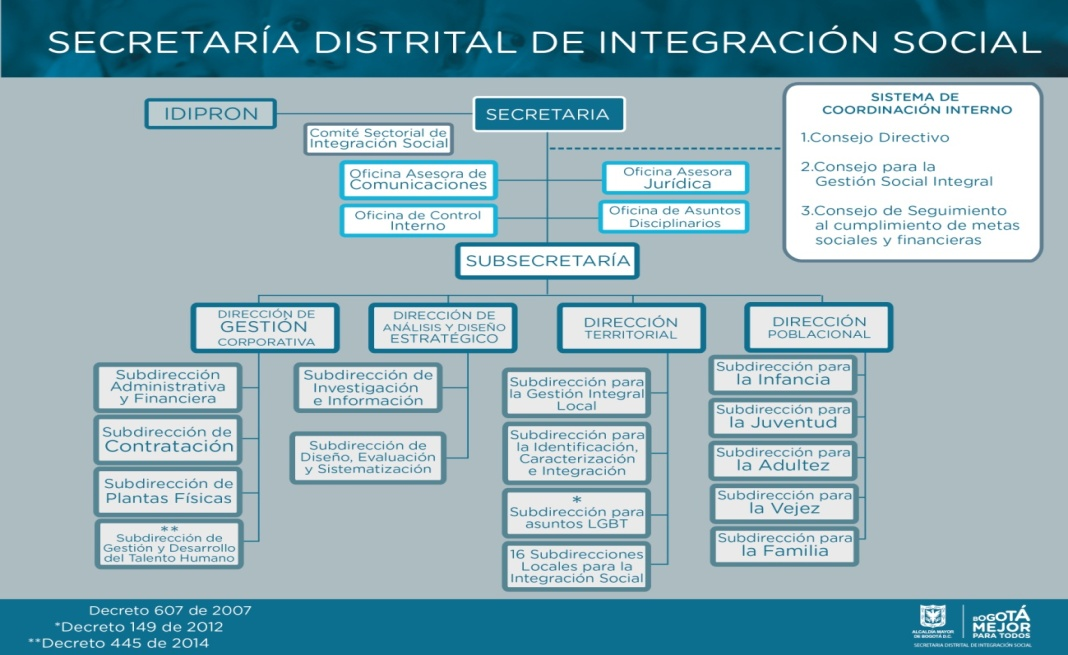 SECRETARÍA DISTRITAL DE INTEGRACIÓN SOCIAL
IDIPRON
SECRETARIA
Comité Sectorial de
Integración Social
Oficina Asesora de
Comunicaciones
Oficina Asesora
Jurídica
Oficina de Control
Interno
Oficina de Asuntos
Disciplinarios
SISTEMA DE
COORDINACIÓN INTERNO
1.Consejo Directivo
2.Consejo para la
Gestión Social Integral
3.Consejo de Seguimiento
al cumplimiento de metas
sociales y financieras
SUBSECRETARÍA
DIRECCIÓN DE
GESTIÓN
CORPORATIVA
Subdirección
Administrativa
y Financiera
Subdirección de
Contratación
Subdirección de
Plantas Físicas
**
Subdirección de
Gestión y Desarrollo
del Talento Humano
DIRECCIÓN DE
ANÁLISIS Y DISEÑO
ESTRATÉGICO
Subdirección de
Investigación
e Información
Subdirección de
Diseño, Evaluación
y Sistematización
DIRECCIÓN
TERRITORIAL
Subdirección para
la Gestión Integral
Local
Subdirección para
la Identificación,
Caracterización
e Integración
*
Subdirección para
asuntos LGBT
16 Subdirecciones
Locales para la
Integración Social
DIRECCIÓN
POBLACIONAL
Subdirección para
la Infancia
Subdirección para
la Juventud
Subdirección para
la Adultez
Subdirección para
la Vejez
Subdirección para
la Familia
Decreto 607 de 2007
*Decreto 149 de 2012
**Decreto 445 de 2014
ALCALDÍA MAYOR
DE BOGOTÁ D.C.
BOGOTÁ
MEJOR
PARA TODOS
SECRETARÍA DISTRITAL DE INTEGRACIÓN SOCIAL